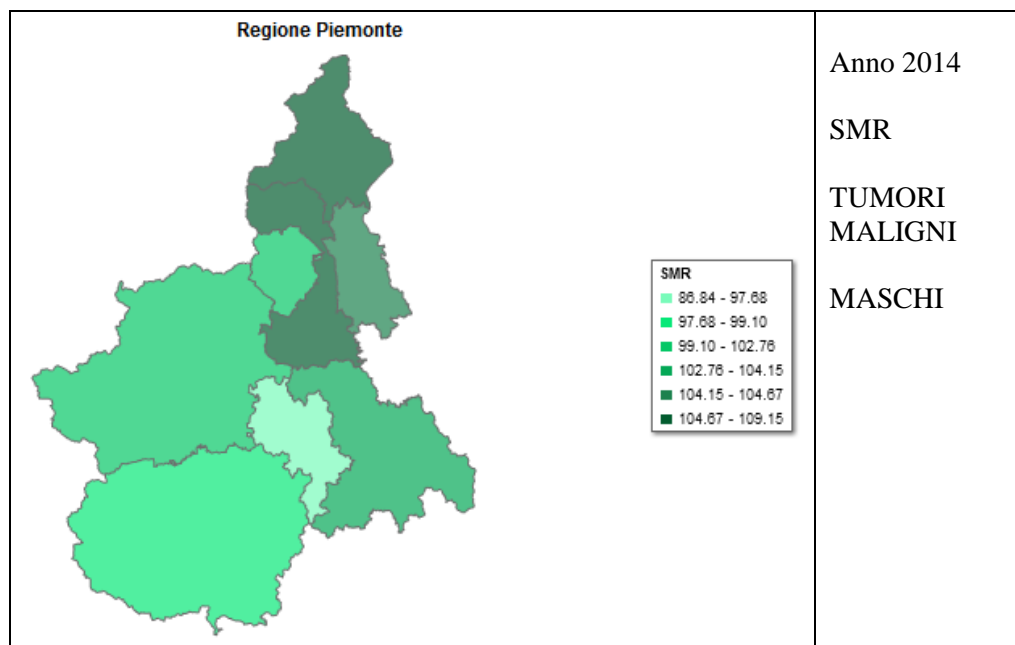 Regione Piemonte
SMR
86.84 - 97.68
97.68 - 99.10
99.10 - 102.76
102.76 - 104.15
104.15 - 104.67
104.67 - 109.15
Anno 2014
SMR
TUMORI
MALIGNI
MASCHI